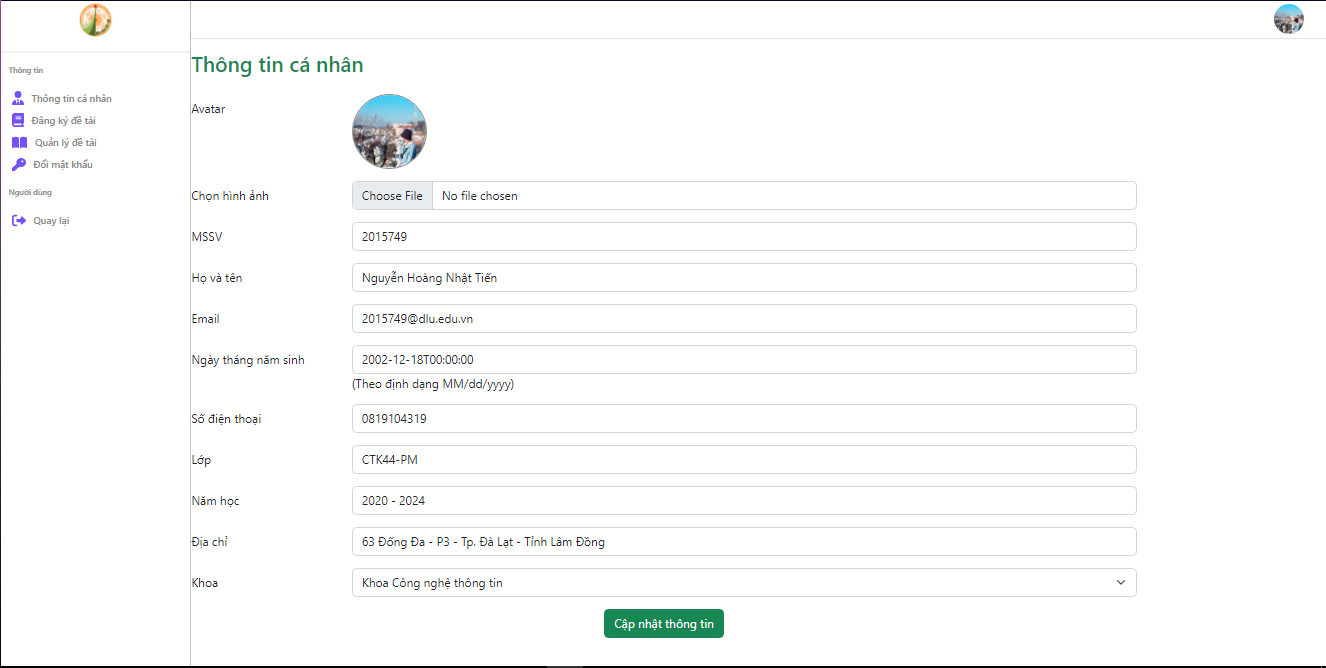 Thông tin
Thông tin cá nhân
Đăng ký đề tài
Quản lý đề tài
Đổi mật khẩu
Người dùng
Quay lại
Thông tin cá nhân
Avatar
Chọn hình ảnh Choose File No file chosen
MSSV 2015749
Họ và tên Nguyễn Hoàng Nhật Tiến
Email 2015749@dlu.edu.vn
Ngày tháng năm sinh 2002-12-18T00:00:00
(Theo định dạng MM/dd/yyyy)
Số điện thoại 0819104319
Lớp CTK44-PM
Năm học 2020 - 2024
Địa chỉ 63 Đống Đa - P3 - Tp. Đà Lạt - Tỉnh Lâm Đồng
Khoa Khoa Công nghệ thông tin
Cập nhật thông tin